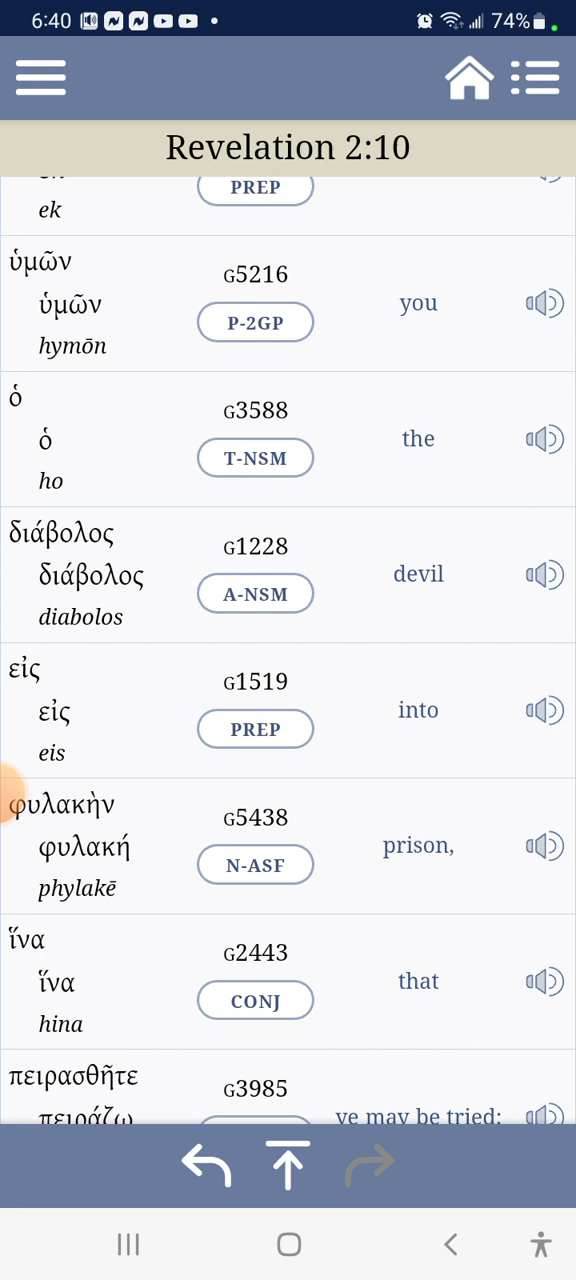 6:40
74%
Revelation 2:10
PREP
ek
ὑμῶν
G5216
ὑμῶν
P-2GP
you
hymōn
ὁ
G3588
ὁ
T-NSM
the
ho
διάβολος
G1228
διάβολος
A-NSM
devil
diabolos
εἰς
G1519
εἰς
PREP
into
eis
φυλακὴν
G5438
φυλακή
N-ASF
prison,
phylakē
ἵνα
G2443
ἵνα
CONJ
that
hina
πειρασθῆτε
G3985
πειράζω
ye may be tried: